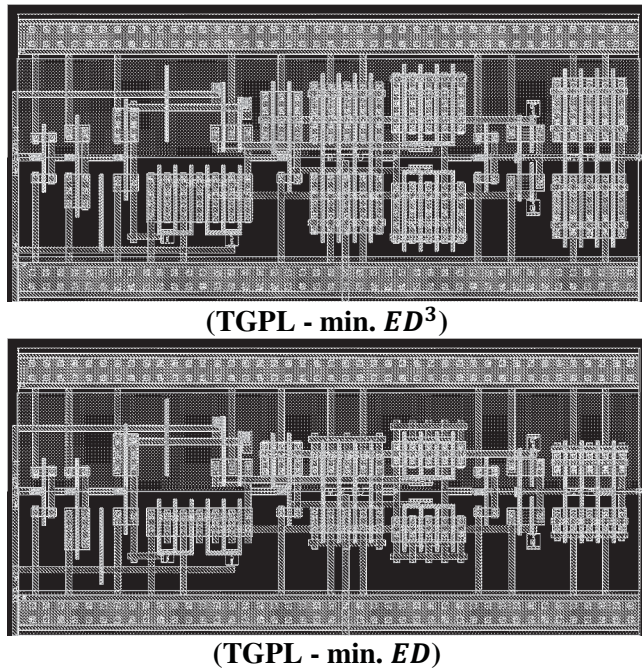 (TGPL - min. 𝑬𝑫³)
(TGPL - min. 𝑬𝑫)